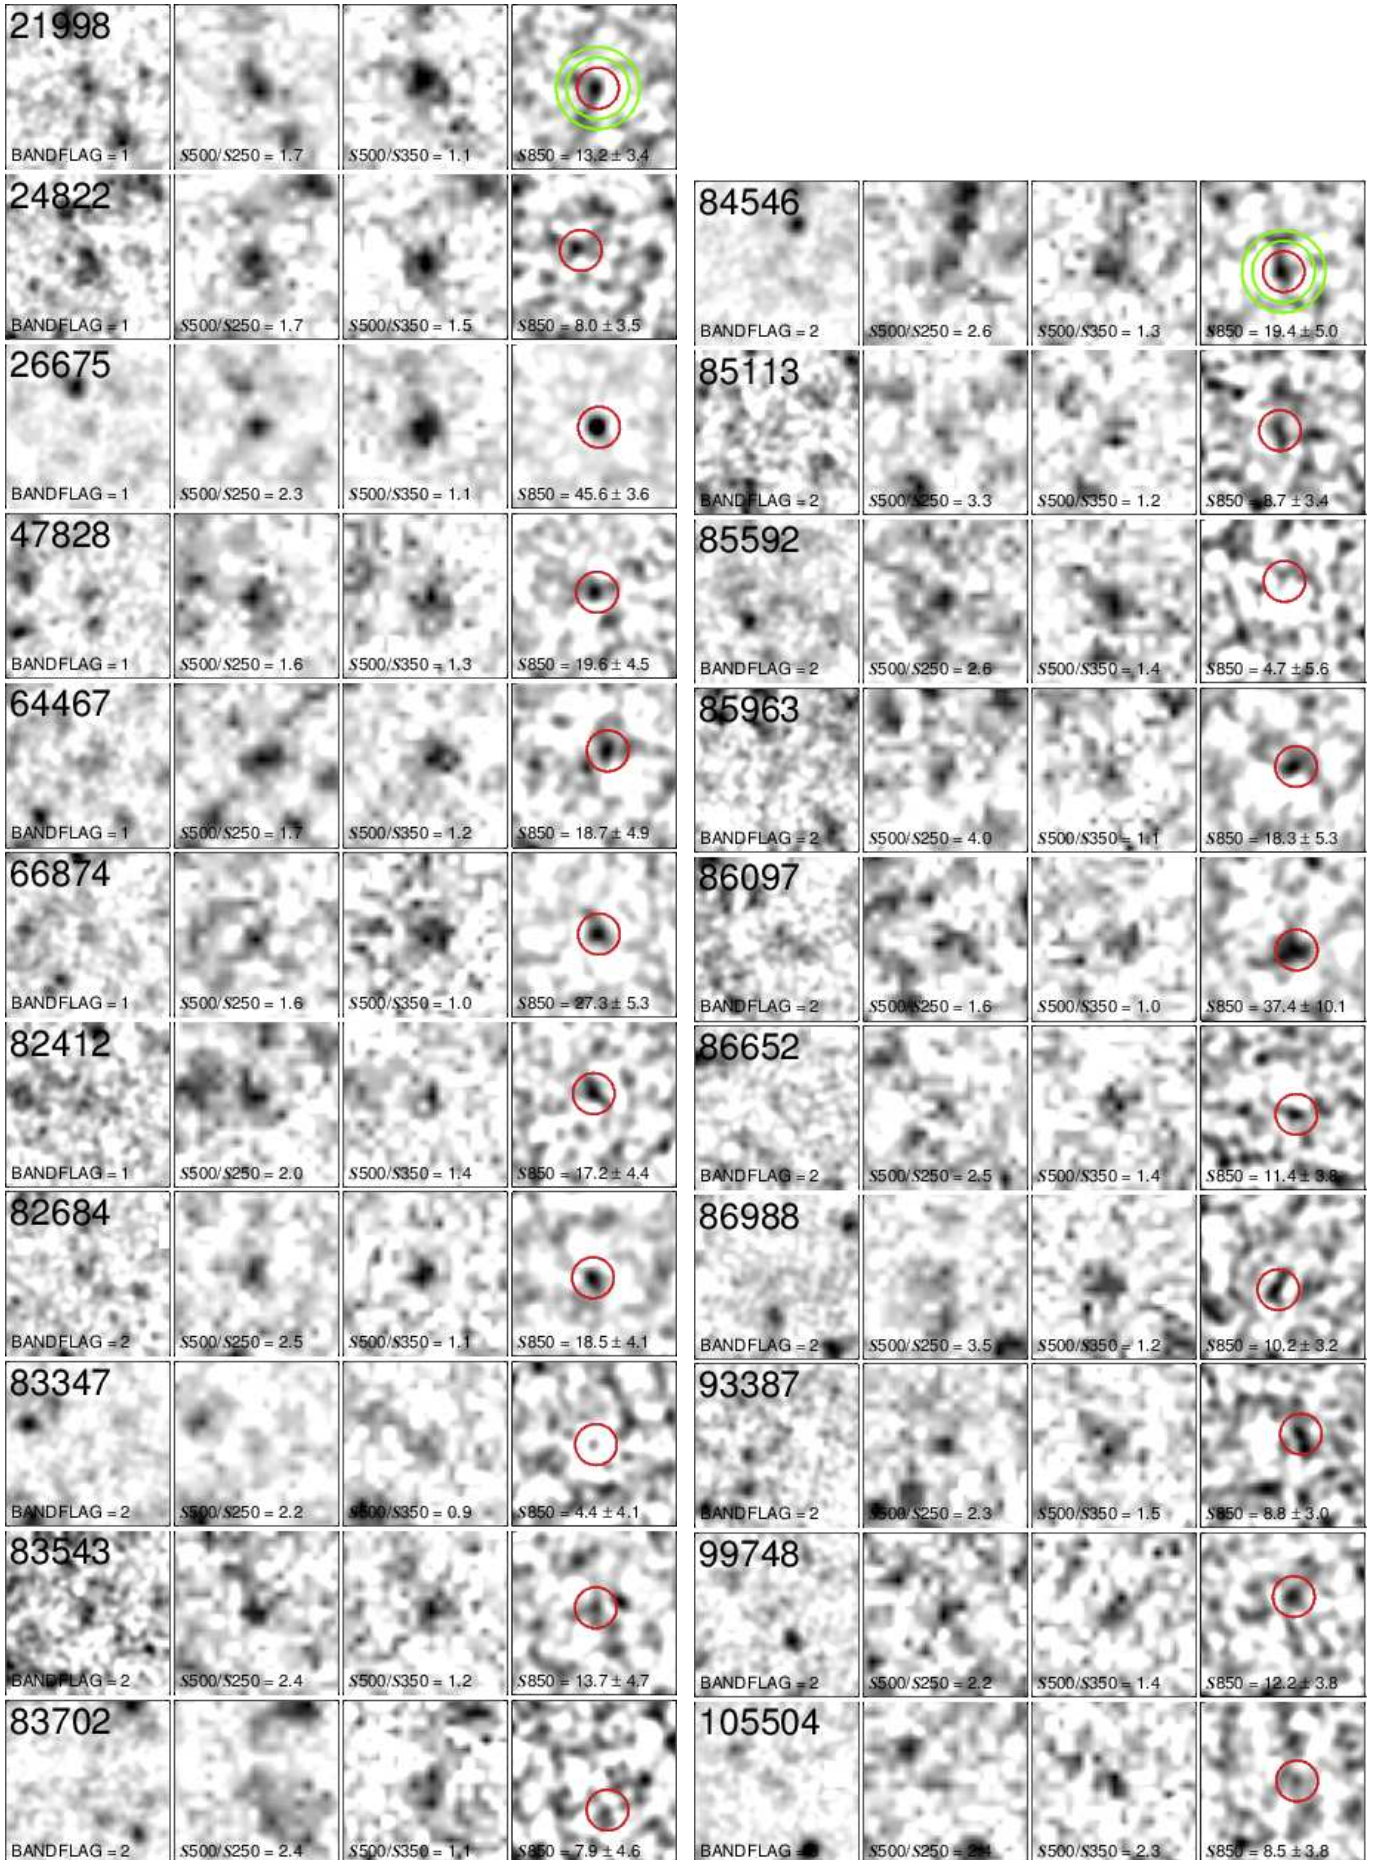 21998
BANDFLAG = 1 S500/S250 = 1.7 S500/S350 = 1.1 S850 = 13.2 ± 3.4
24822
BANDFLAG = 1 S500/S250 = 1.7 S500/S350 = 1.5 S850 = 8.0 ± 3.5
26675
BANDFLAG = 1 S500/S250 = 2.3 S500/S350 = 1.1 S850 = 45.6 ± 3.6
47828
BANDFLAG = 1 S500/S250 = 1.6 S500/S350 = 1.3 S850 = 19.6 ± 4.5
64467
BANDFLAG = 1 S500/S250 = 1.7 S500/S350 = 1.2 S850 = 18.7 ± 4.9
66874
BANDFLAG = 1 S500/S250 = 1.6 S500/S350 = 1.0 S850 = 27.3 ± 5.3
82412
BANDFLAG = 1 S500/S250 = 2.0 S500/S350 = 1.4 S850 = 17.2 ± 4.4
82684
BANDFLAG = 2 S500/S250 = 2.5 S500/S350 = 1.1 S850 = 18.5 ± 4.1
83347
BANDFLAG = 2 S500/S250 = 2.2 S500/S350 = 0.9 S850 = 4.4 ± 4.1
83543
BANDFLAG = 2 S500/S250 = 2.4 S500/S350 = 1.2 S850 = 13.7 ± 4.7
83702
BANDFLAG = 2 S500/S250 = 2.4 S500/S350 = 1.1 S850 = 7.9 ± 4.6
84546
BANDFLAG = 2 S500/S250 = 2.6 S500/S350 = 1.3 S850 = 19.4 ± 5.0
85113
BANDFLAG = 2 S500/S250 = 3.3 S500/S350 = 1.2 S850 = 8.7 ± 3.4
85592
BANDFLAG = 2 S500/S250 = 2.6 S500/S350 = 1.4 S850 = 4.7 ± 5.6
85963
BANDFLAG = 2 S500/S250 = 4.0 S500/S350 = 1.1 S850 = 18.3 ± 5.3
86097
BANDFLAG = 2 S500/S250 = 1.6 S500/S350 = 1.0 S850 = 37.4 ± 10.1
86652
BANDFLAG = 2 S500/S250 = 2.5 S500/S350 = 1.4 S850 = 11.4 ± 3.8
86988
BANDFLAG = 2 S500/S250 = 3.5 S500/S350 = 1.2 S850 = 10.2 ± 3.2
93387
BANDFLAG = 2 S500/S250 = 2.3 S500/S350 = 1.5 S850 = 8.8 ± 3.0
99748
BANDFLAG = 2 S500/S250 = 2.2 S500/S350 = 1.4 S850 = 12.2 ± 3.8
105504
BANDFLAG = S500/S250 = S500/S350 = 2.3 S850 = 8.5 ± 3.8